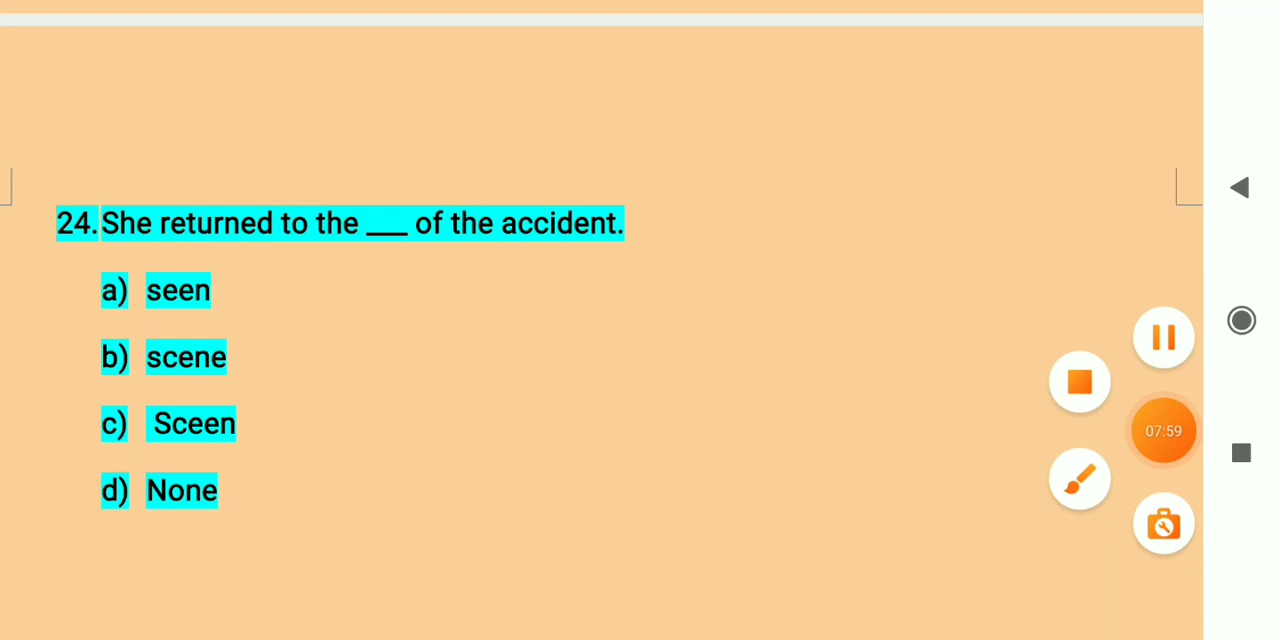 24. She returned to the ___ of the accident.
a) seen
b) scene
c) Sceen
d) None
07:59